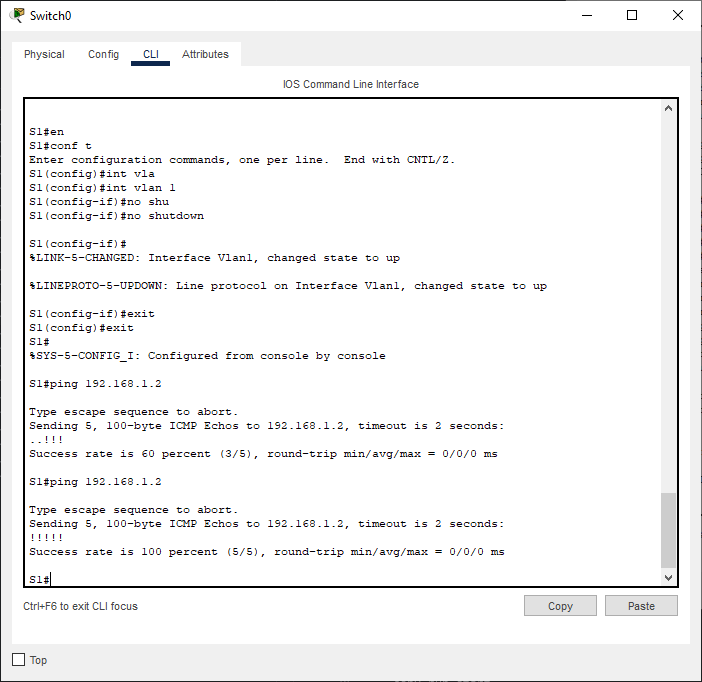 Switch0
Physical Config CLI Attributes
IOS Command Line Interface
S1#en
S1#conf t
Enter configuration commands, one per line.  End with CNTL/Z.
S1(config)#int vla
S1(config)#int vlan 1
S1(config-if)#no shu
S1(config-if)#no shutdown
S1(config-if)#
%LINK-5-CHANGED: Interface Vlan1, changed state to up
%LINEPROTO-5-UPDOWN: Line protocol on Interface Vlan1, changed state to up
S1(config-if)#exit
S1(config)#exit
S1#
%SYS-5-CONFIG_I: Configured from console by console
S1#ping 192.168.1.2
Type escape sequence to abort.
Sending 5, 100-byte ICMP Echos to 192.168.1.2, timeout is 2 seconds:
..!!!
Success rate is 60 percent (3/5), round-trip min/avg/max = 0/0/0 ms
S1#ping 192.168.1.2
Type escape sequence to abort.
Sending 5, 100-byte ICMP Echos to 192.168.1.2, timeout is 2 seconds:
!!!!!
Success rate is 100 percent (5/5), round-trip min/avg/max = 0/0/0 ms
S1#
Ctrl+F6 to exit CLI focus
Copy Paste
Top